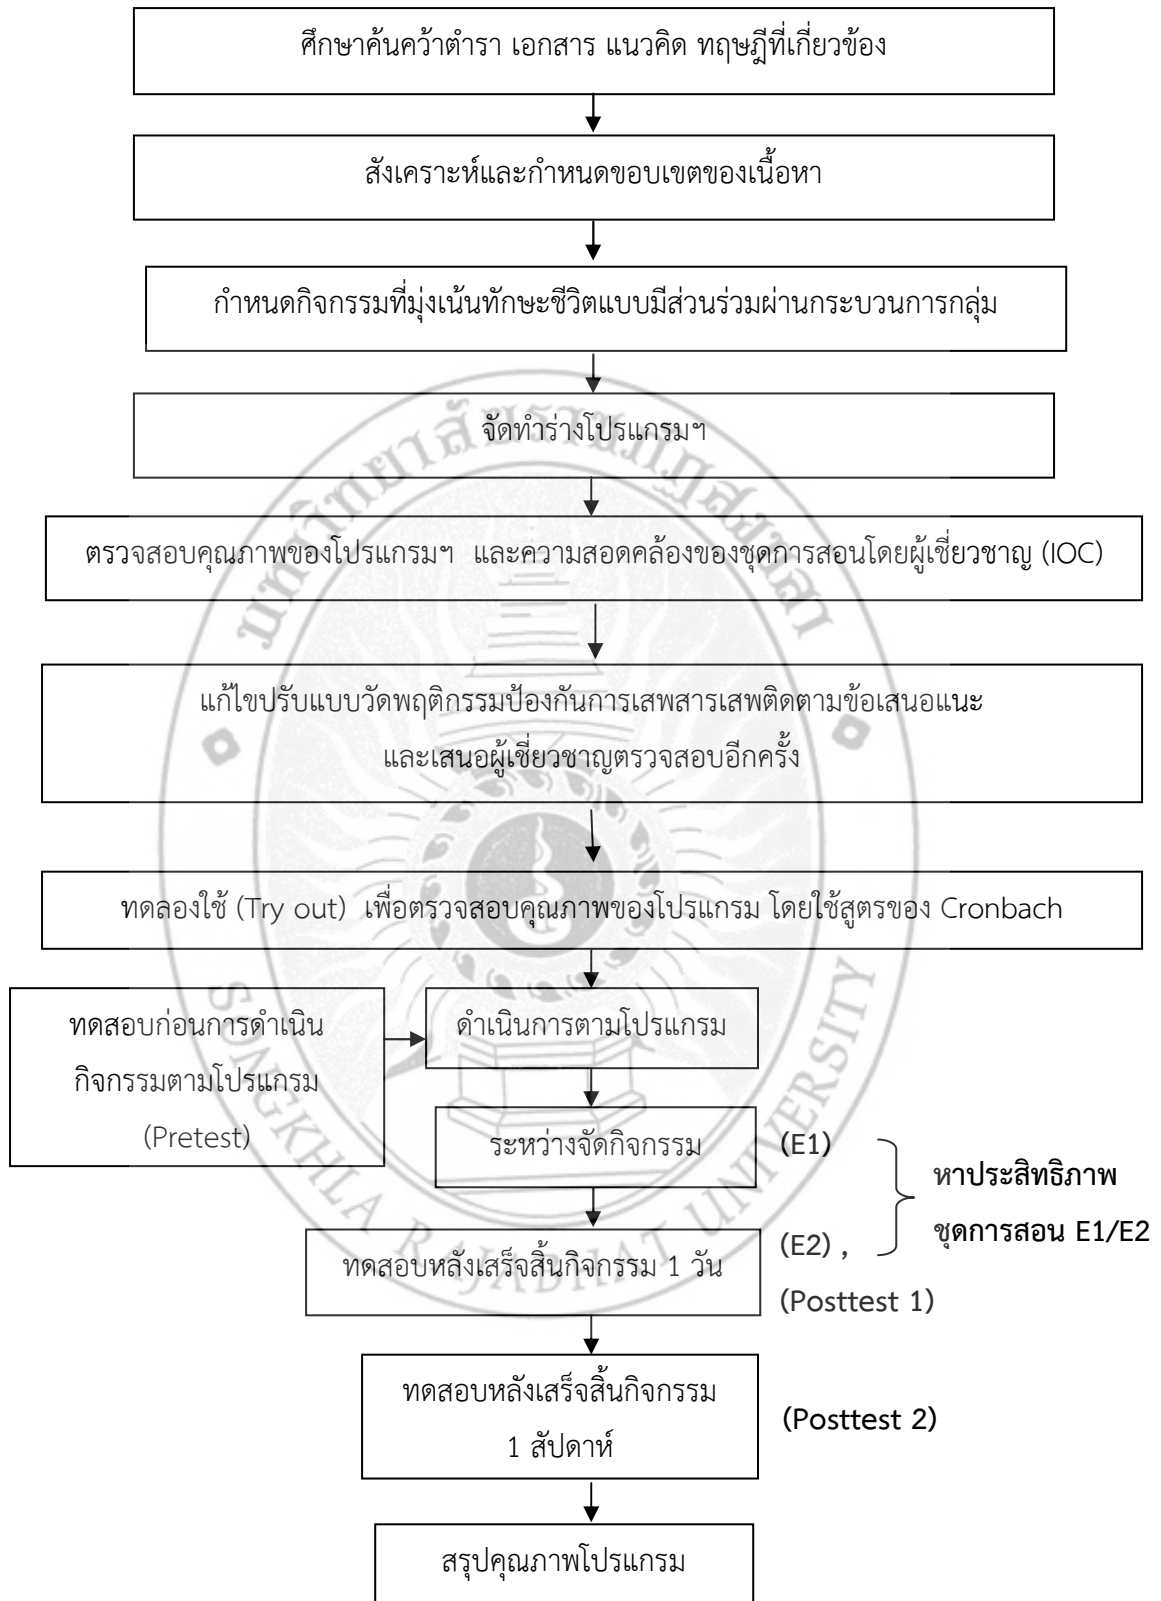 ศึกษาค้นคว้าตำรา เอกสาร แนวคิด ทฤษฎีที่เกี่ยวข้อง
สังเคราะห์และกำหนดขอบเขตของเนื้อหา
กำหนดกิจกรรมที่มุ่งเน้นทักษะชีวิตแบบมีส่วนร่วมผ่านกระบวนการกลุ่ม
จัดทำร่างโปรแกรมฯ
ตรวจสอบคุณภาพของโปรแกรมฯ และความสอดคล้องของชุดการสอนโดยผู้เชี่ยวชาญ (IOC)
แก้ไขปรับแบบวัดพฤติกรรมป้องกันการเสพสารเสพติดตามข้อเสนอแนะ
และเสนอผู้เชี่ยวชาญตรวจสอบอีกครั้ง
ทดลองใช้ (Try out) เพื่อตรวจสอบคุณภาพของโปรแกรม โดยใช้สูตรของ Cronbach
ทดสอบก่อนการดำเนิน
กิจกรรมตามโปรแกรม
(Pretest)
ดำเนินการตามโปรแกรม
ระหว่างจัดกิจกรรม
(E1)
หาประสิทธิภาพ
ชุดการสอน E1/E2
ทดสอบหลังเสร็จสิ้นกิจกรรม 1 วัน
(E2) ,
(Posttest 1)
ทดสอบหลังเสร็จสิ้นกิจกรรม
1 สัปดาห์
(Posttest 2)
สรุปคุณภาพโปรแกรม
มหาวิทยาลัยราชภัฏสงขลา
SONGKHLA RAJABHAT UNIVERSITY